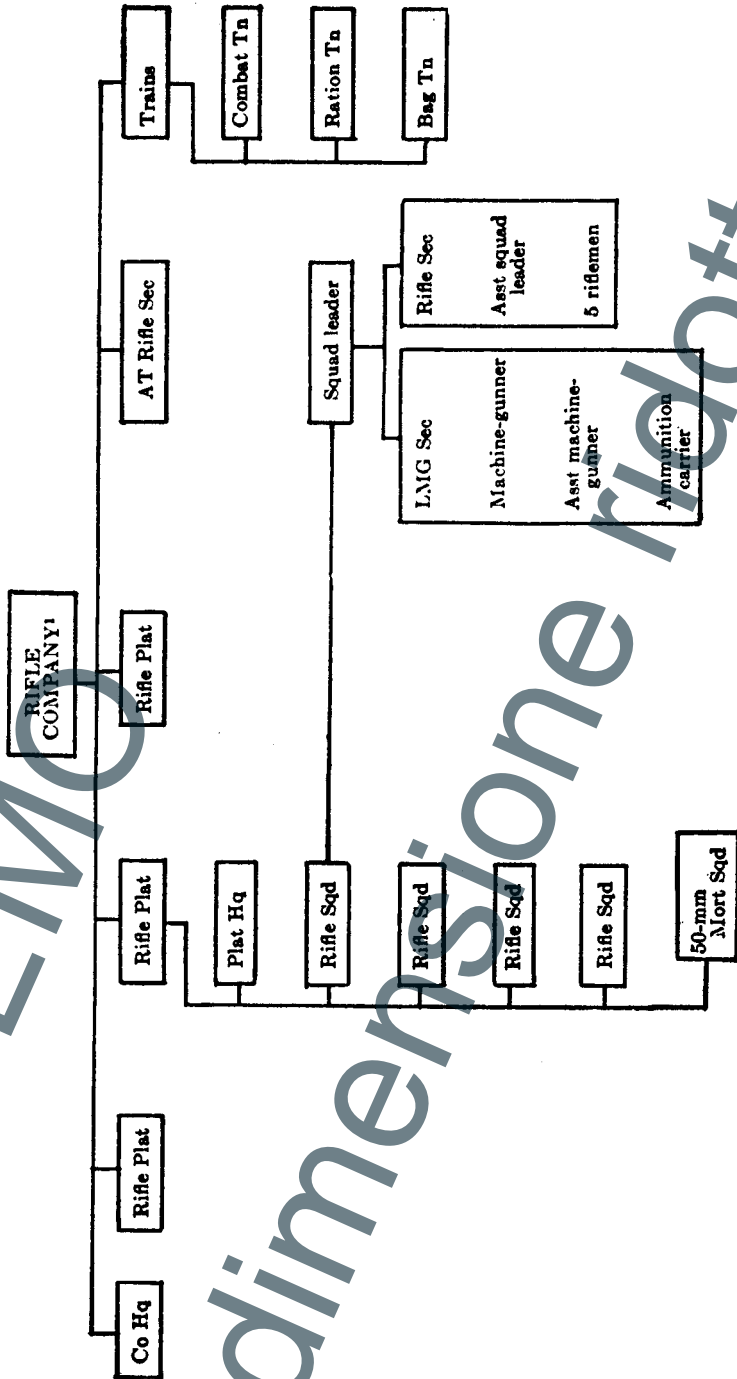 RIFLE
COMPANY¹
Co Hq
Rifle Plat
Rifle Plat
Rifle Plat
AT Rifle Sec
Trains
Plat Hq
Rifle Sqd
Rifle Sqd
Rifle Sqd
Rifle Sqd
50-mm
Mort Sqd
Squad leader
LMG Sec
Machine-gunner
Asst machine-
gunner
Ammunition
carrier
Rifle Sec
Asst squad
leader
5 riflemen
Combat Tn
Ration Tn
Bag Tn
dimensione ridott